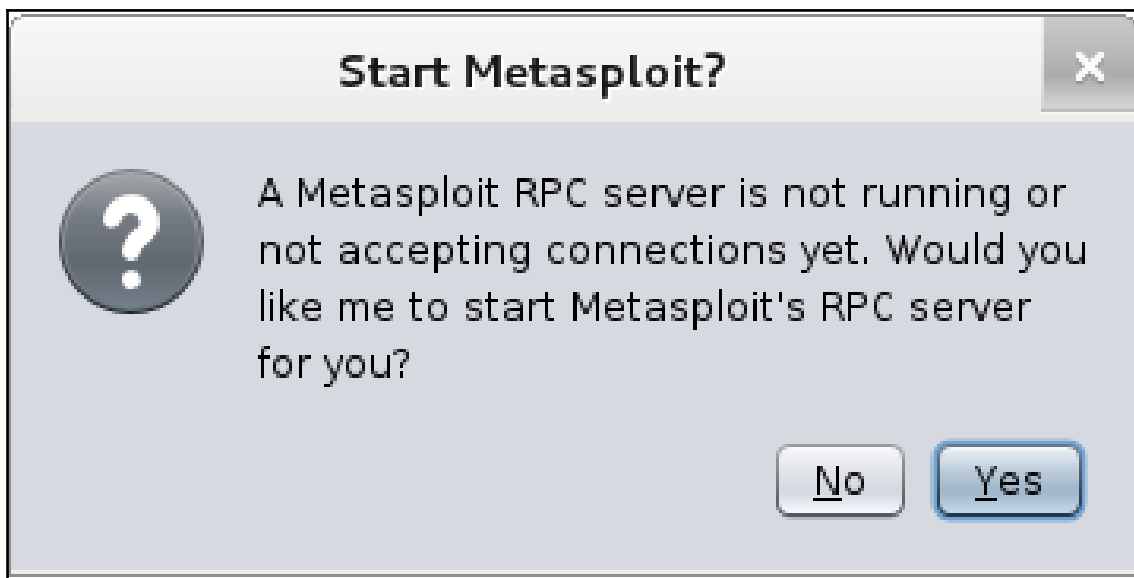 Start Metasploit?
A Metasploit RPC server is not running or
not accepting connections yet. Would you
like me to start Metasploit's RPC server
for you?
No
Yes